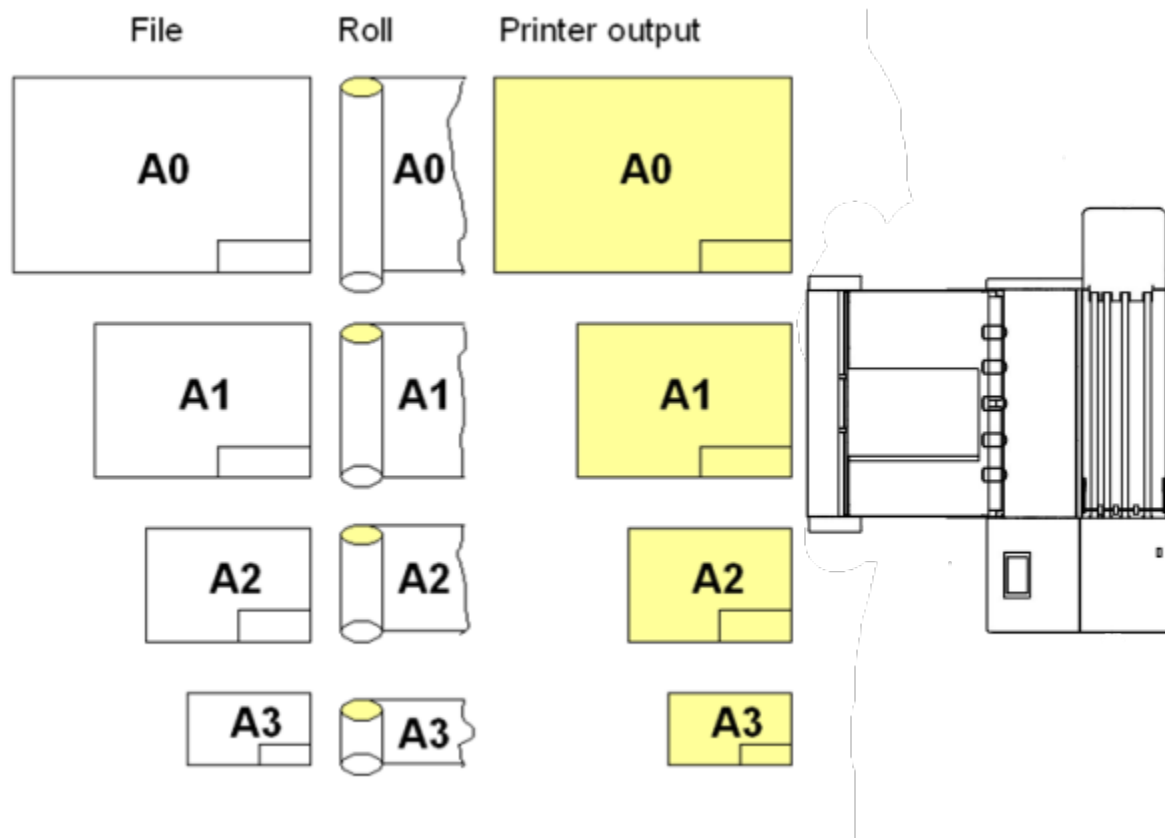 File Roll Printer output
A0 A0 A0
A1 A1 A1
A2 A2 A2
A3 A3 A3